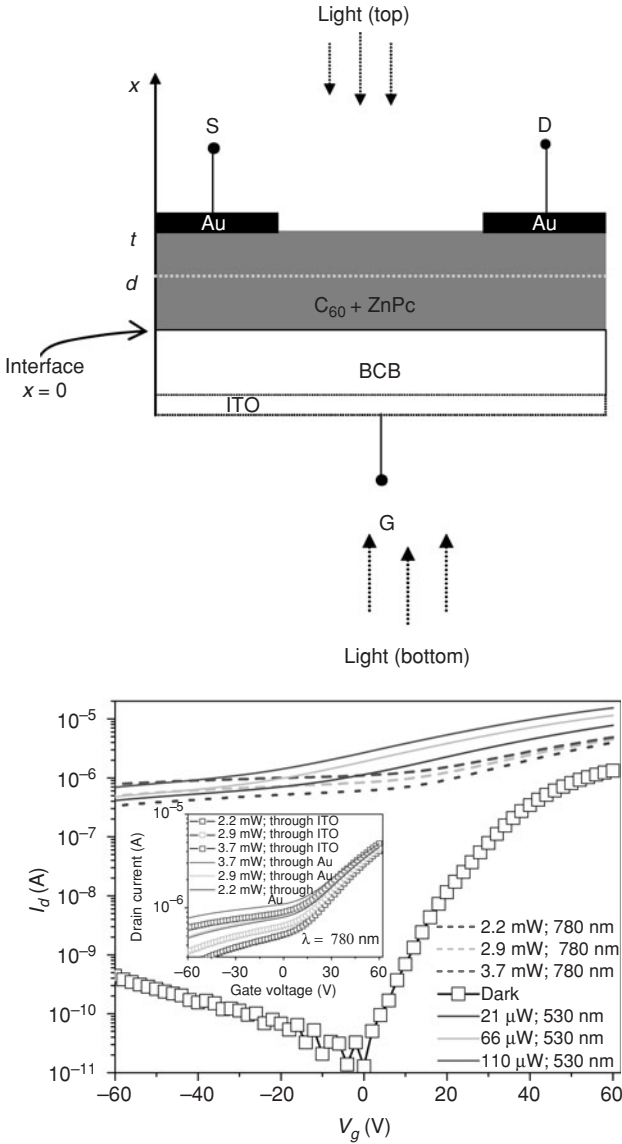 Light (top)
x
S
D
Au
Au
t
d
C₆₀ + ZnPc
Interface
x = 0
BCB
ITO
G
Light (bottom)
10⁻⁵
10⁻⁶
10⁻⁷
10⁻⁸
10⁻⁹
10⁻¹⁰
10⁻¹¹
I_d (A)
10⁻⁵
10⁻⁶
Drain current (A)
2.2 mW; through ITO
2.9 mW; through ITO
3.7 mW; through ITO
3.7 mW; through Au
2.9 mW; through Au
2.2 mW; through
Au
λ = 780 nm
−60 −30 0 30 60
Gate voltage (V)
2.2 mW; 780 nm
2.9 mW; 780 nm
3.7 mW; 780 nm
Dark
21 μW; 530 nm
66 μW; 530 nm
110 μW; 530 nm
−60 −40 −20 0 20 40 60
V_g (V)